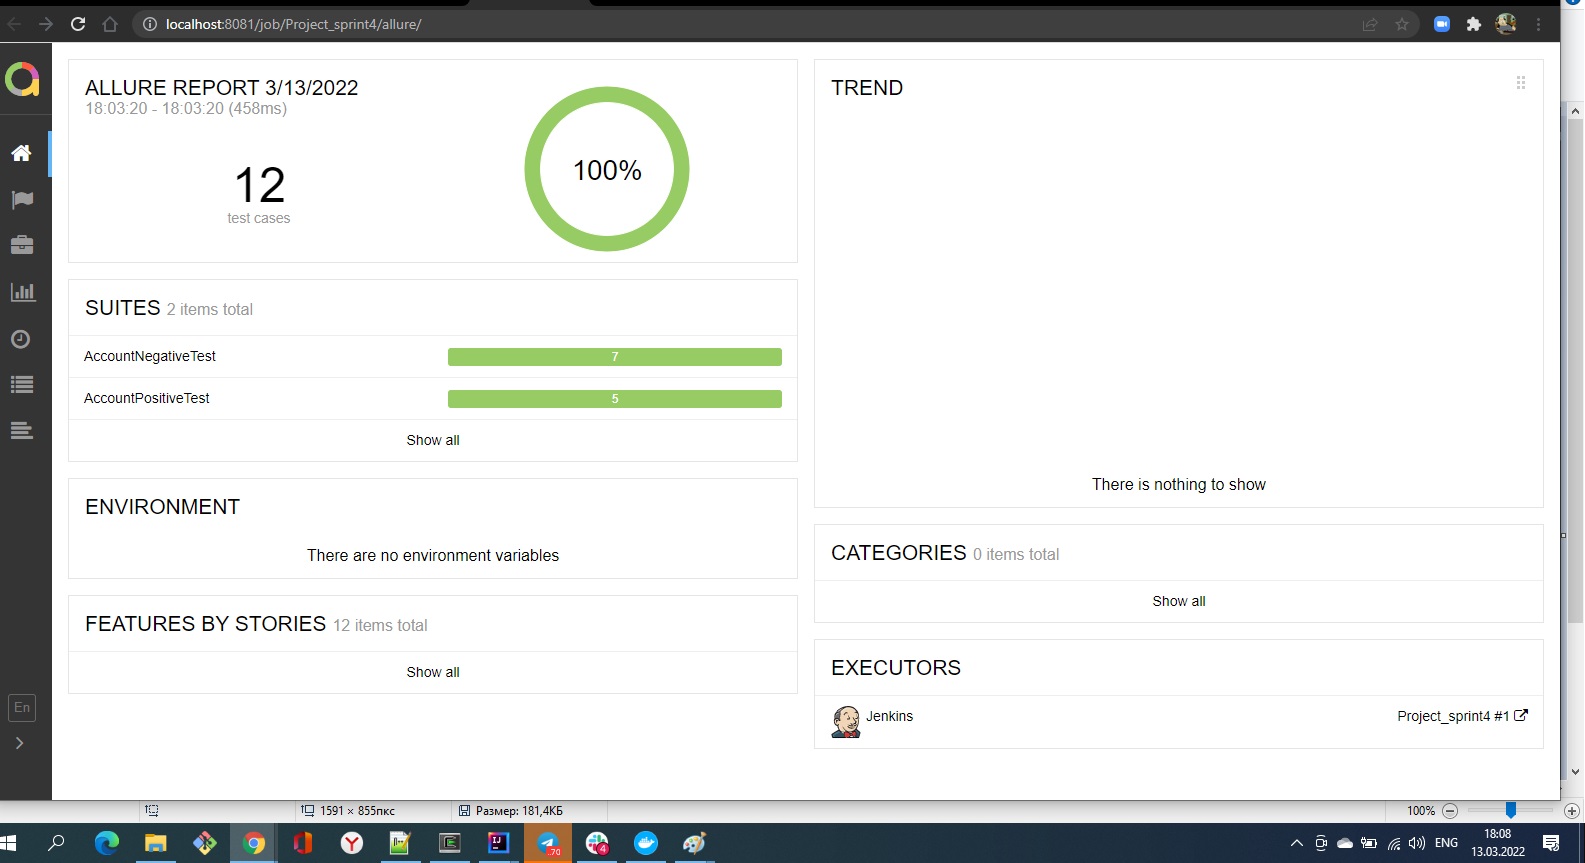 localhost:8081/job/Project_sprint4/allure/
ALLURE REPORT 3/13/2022
18:03:20 - 18:03:20 (458ms)
12
test cases
100%
SUITES 2 items total
AccountNegativeTest 7
AccountPositiveTest 5
Show all
ENVIRONMENT
There are no environment variables
FEATURES BY STORIES 12 items total
Show all
TREND
There is nothing to show
CATEGORIES 0 items total
Show all
EXECUTORS
Jenkins Project_sprint4 #1
En
1591 × 855пкс
Размер: 181,4КБ
100%
.70
4
ENG
18:08
13.03.2022